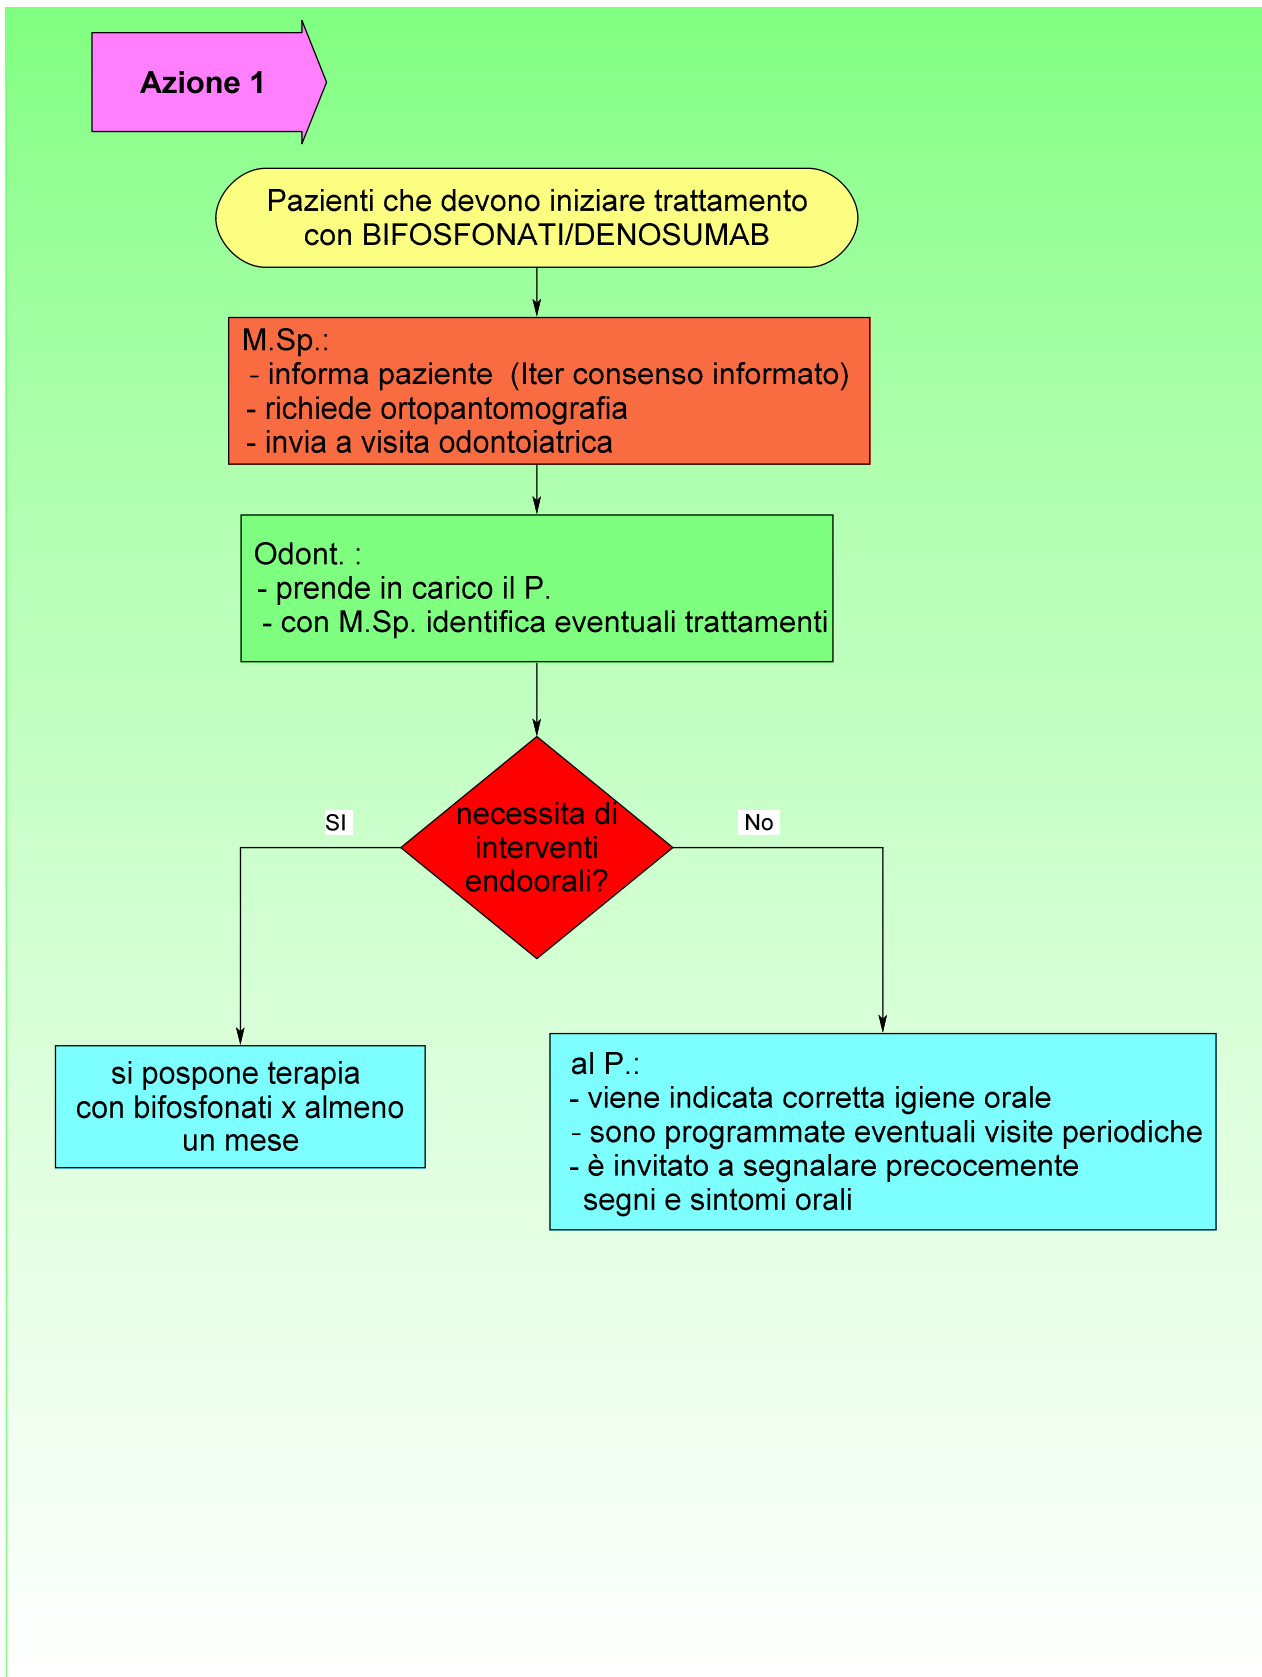 Azione 1
Pazienti che devono iniziare trattamento
con BIFOSFONATI/DENOSUMAB
M.Sp.:
- informa paziente (Iter consenso informato)
- richiede ortopantomografia
- invia a visita odontoiatrica
Odont. :
- prende in carico il P.
- con M.Sp. identifica eventuali trattamenti
necessita di
interventi
endoorali?
SI
No
si pospone terapia
con bifosfonati x almeno
un mese
al P.:
- viene indicata corretta igiene orale
- sono programmate eventuali visite periodiche
- è invitato a segnalare precocemente
segni e sintomi orali